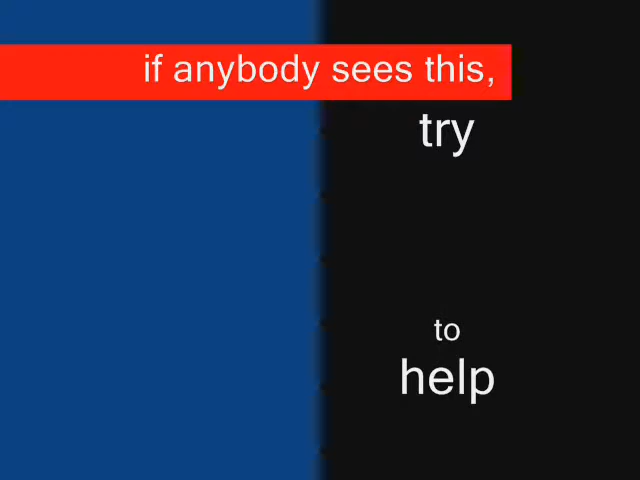 if anybody sees this,
try
to
help